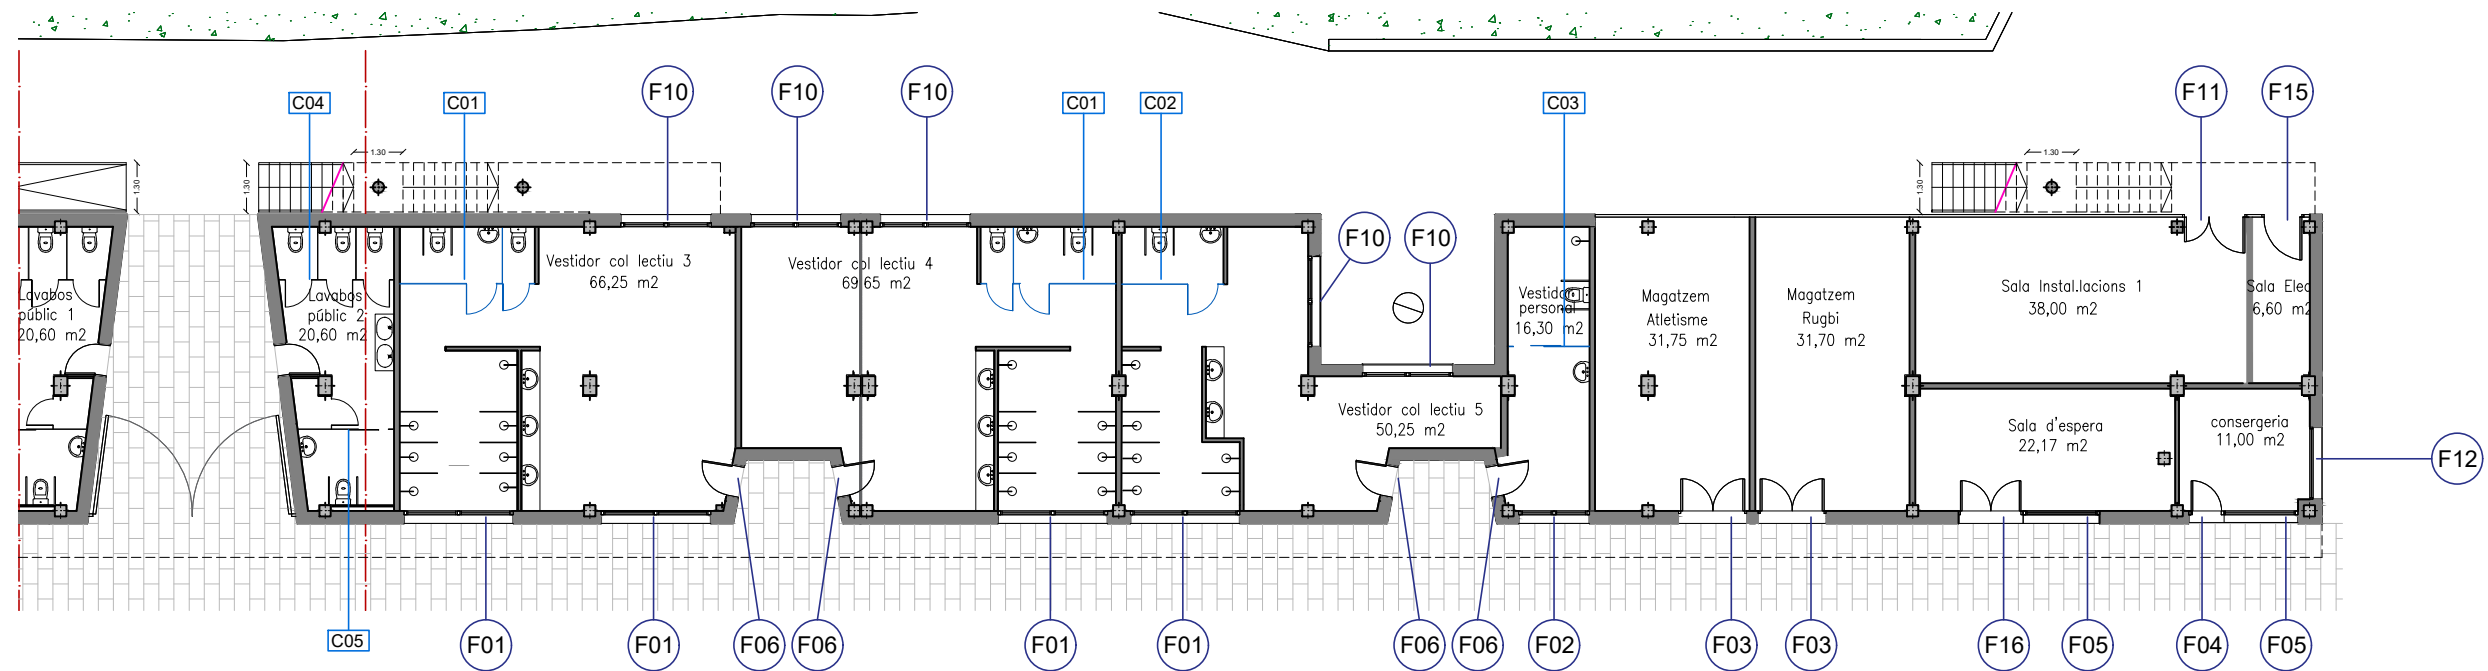 F10
F10
F10
F11
F15
C04
C01
C01
C02
C03
1.30
1.30
1.30
1.30
1.30
F10
F10
Vestidor col lectiu 3
66,25 m2
Vestidor col lectiu 4
69,65 m2
Lavabos
públic 1
20,60 m2
Lavabos
públic 2
20,60 m2
Vestidor
personal
16,30 m2
Magatzem
Atletisme
31,75 m2
Magatzem
Rugbi
31,70 m2
Sala Instal.lacions 1
38,00 m2
Sala Elec
6,60 m2
Vestidor col lectiu 5
50,25 m2
Sala d'espera
22,17 m2
consergeria
11,00 m2
F12
C05
F01
F01
F06
F06
F01
F01
F06
F06
F02
F03
F03
F16
F05
F04
F05